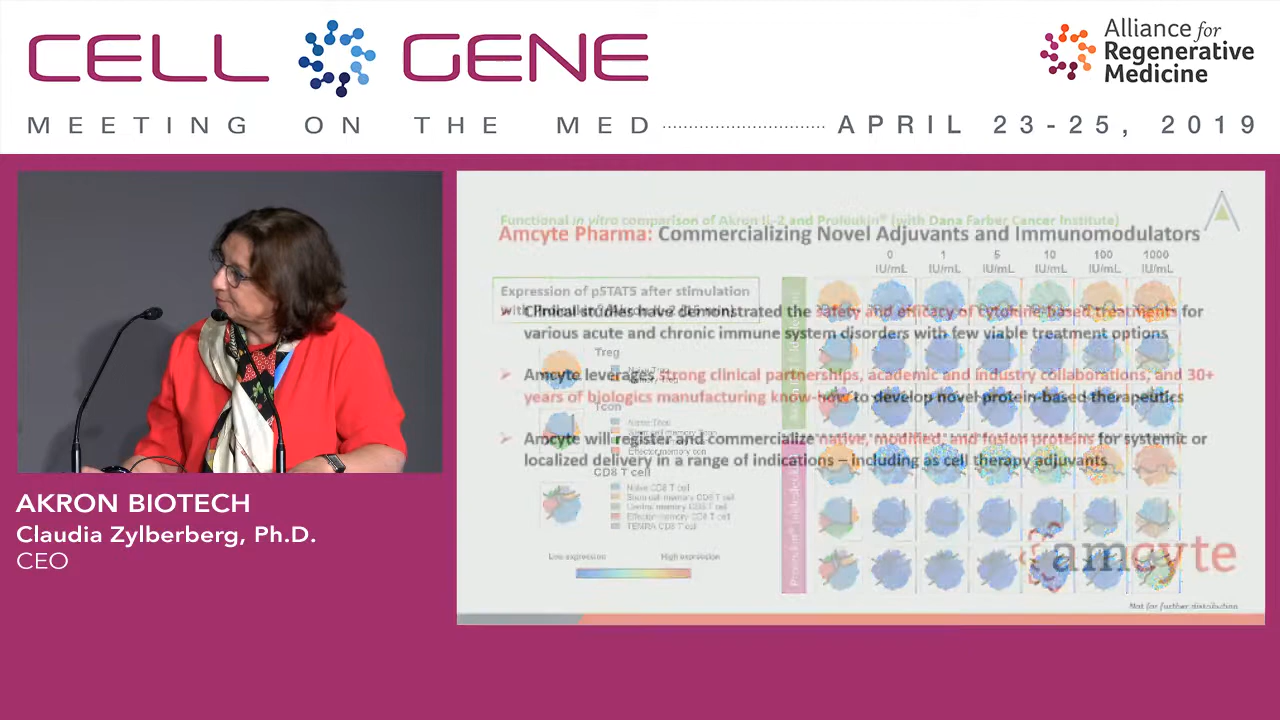 CELL GENE
Alliance for
Regenerative
Medicine
MEETING ON THE MED
APRIL 23-25, 2019
AKRON BIOTECH
Claudia Zylberberg, Ph.D.
CEO
Functional in vitro comparison of Akron IL-2 and Proleukin® (with Dana Farber Cancer Institute)
Amcyte Pharma: Commercializing Novel Adjuvants and Immunomodulators
0 1 5 10 100 1000
IU/mL IU/mL IU/mL IU/mL IU/mL IU/mL
Expression of pSTAT5 after stimulation
Clinical studies have demonstrated the safety and efficacy of cytokine-based treatments for
various acute and chronic immune system disorders with few viable treatment options
Treg
Amcyte leverages strong clinical partnerships, academic and industry collaborations, and 30+
years of biologics manufacturing know-how to develop novel protein-based therapeutics
Tcon
Amcyte will register and commercialize native, modified, and fusion proteins for systemic or
localized delivery in a range of indications – including as cell therapy adjuvants
CD8 T cell
Naive CD8 T cell
Stem cell memory CD8 T cell
Central memory CD8 T cell
Effector memory CD8 T cell
TEMRA CD8 T cell
Low expression High expression
amcyte
Not for further distribution